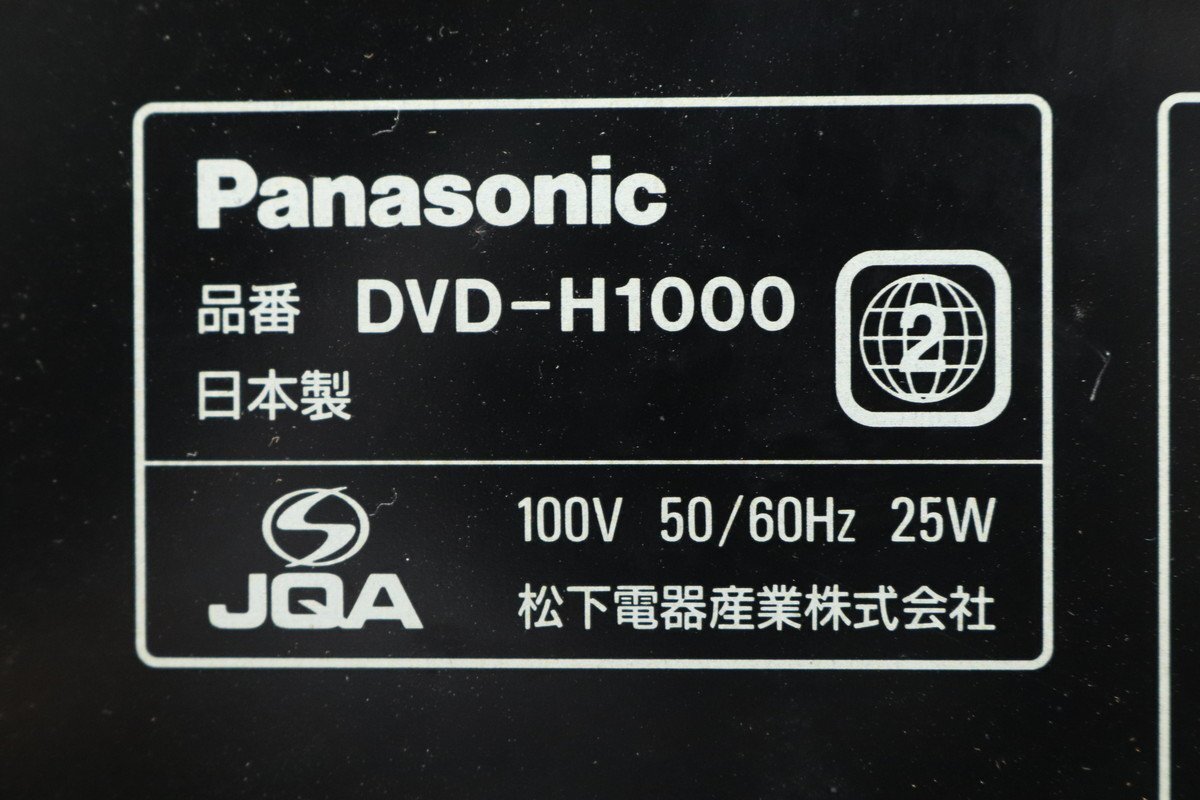 Panasonic
品番 DVD-H1000
2
日本製
JQA
100V 50/60Hz 25W
松下電器産業株式会社